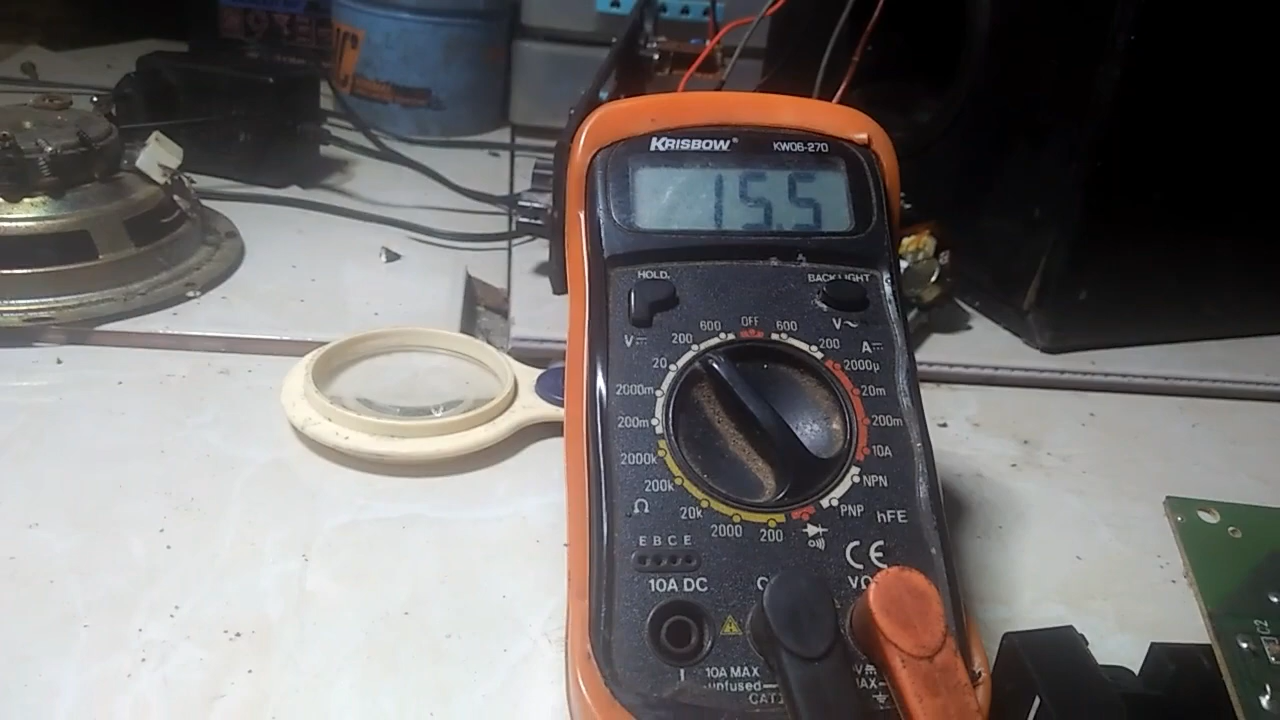 KRISBOW® KW06-270
15.5
HOLD. BACK LIGHT
V⎓ 200 600 OFF 600 V~ 200 A⎓
20 2000µ
2000m 20m
200m 200m
2000k 10A
200k NPN
Ω 20k 2000 200 PNP hFE
E B C E CE
10A DC VΩ
10A MAX
unfused